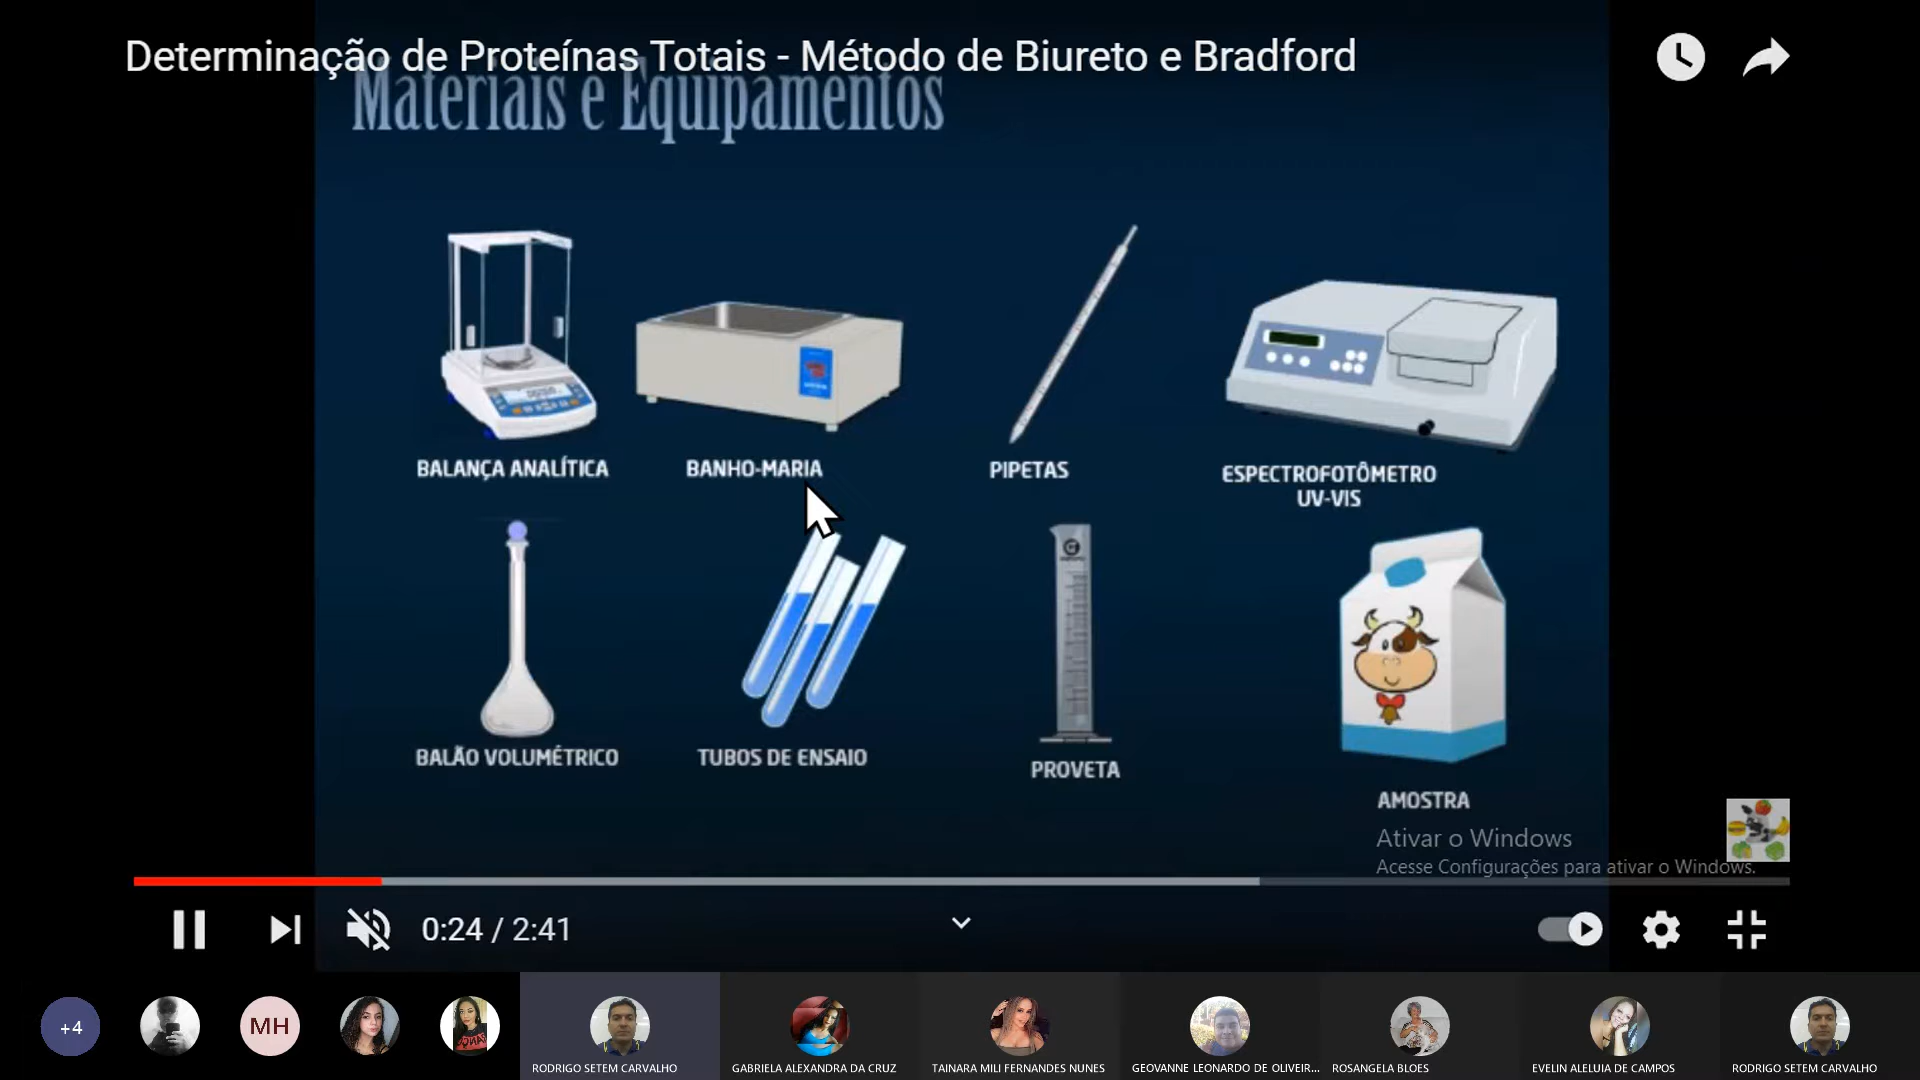 Determinação de Proteínas Totais - Método de Biureto e Bradford
Materiais e Equipamentos
BALANÇA ANALÍTICA
BANHO-MARIA
PIPETAS
ESPECTROFOTÔMETRO
UV-VIS
BALÃO VOLUMÉTRICO
TUBOS DE ENSAIO
PROVETA
AMOSTRA
Ativar o Windows
Acesse Configurações para ativar o Windows.
0:24 / 2:41
+4
MH
RODRIGO SETEM CARVALHO
GABRIELA ALEXANDRA DA CRUZ
TAINARA MILI FERNANDES NUNES
GEOVANNE LEONARDO DE OLIVEIR...
ROSANGELA BLOES
EVELIN ALELUIA DE CAMPOS
RODRIGO SETEM CARVALHO